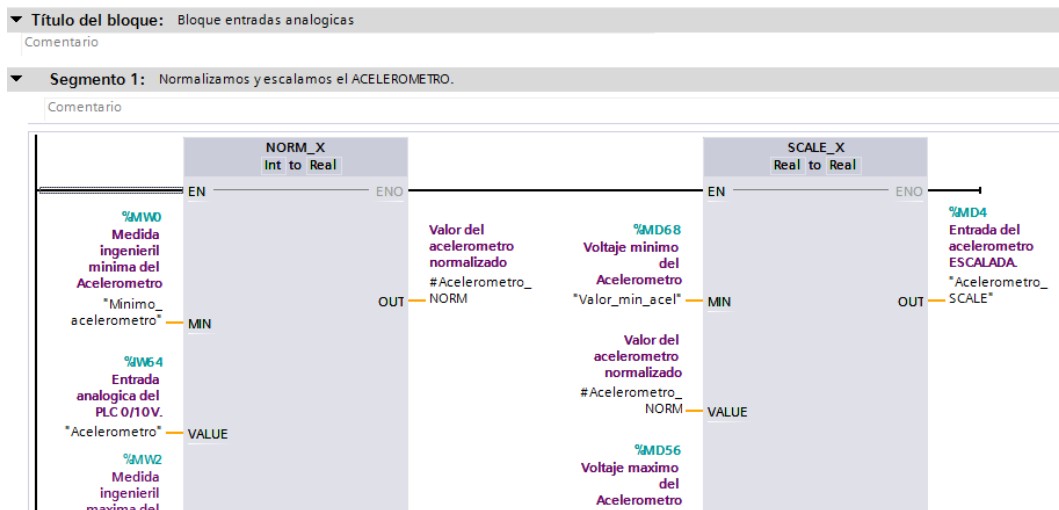 Título del bloque: Bloque entradas analogicas
Comentario
Segmento 1: Normalizamos y escalamos el ACELEROMETRO.
Comentario
NORM_X
Int to Real
EN
ENO
%MW0
Medida
ingenieril
minima del
Acelerometro
"Minimo_
acelerometro"
MIN
%IW64
Entrada
analogica del
PLC 0/10V.
"Acelerometro"
VALUE
%MW2
Medida
ingenieril
maxima del
Valor del
acelerometro
normalizado
#Acelerometro_
NORM
OUT
SCALE_X
Real to Real
EN
ENO
%MD68
Voltaje minimo
del
Acelerometro
"Valor_min_acel"
MIN
Valor del
acelerometro
normalizado
#Acelerometro_
NORM
VALUE
%MD56
Voltaje maximo
del
Acelerometro
%MD4
Entrada del
acelerometro
ESCALADA.
"Acelerometro_
SCALE"
OUT